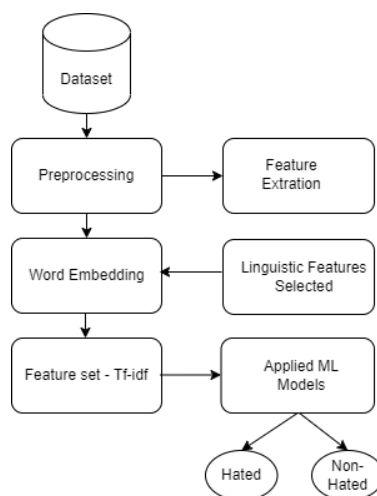 Dataset
Preprocessing
Feature
Extration
Word Embedding
Linguistic Features
Selected
Feature set - Tf-idf
Applied ML
Models
Hated
Non-
Hated